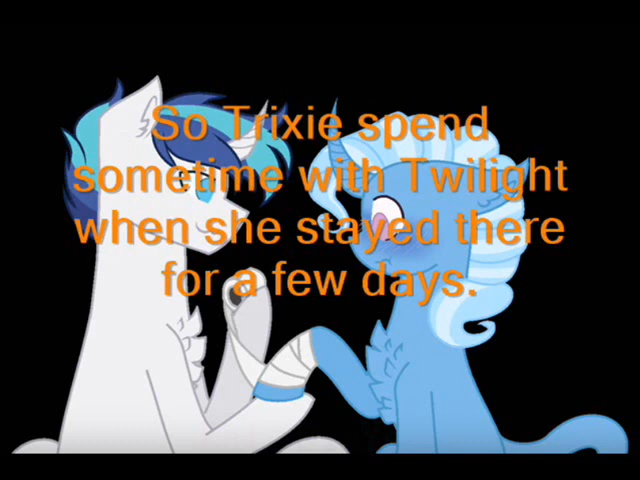 So Trixie spend
sometime with Twilight
when she stayed there
for a few days.